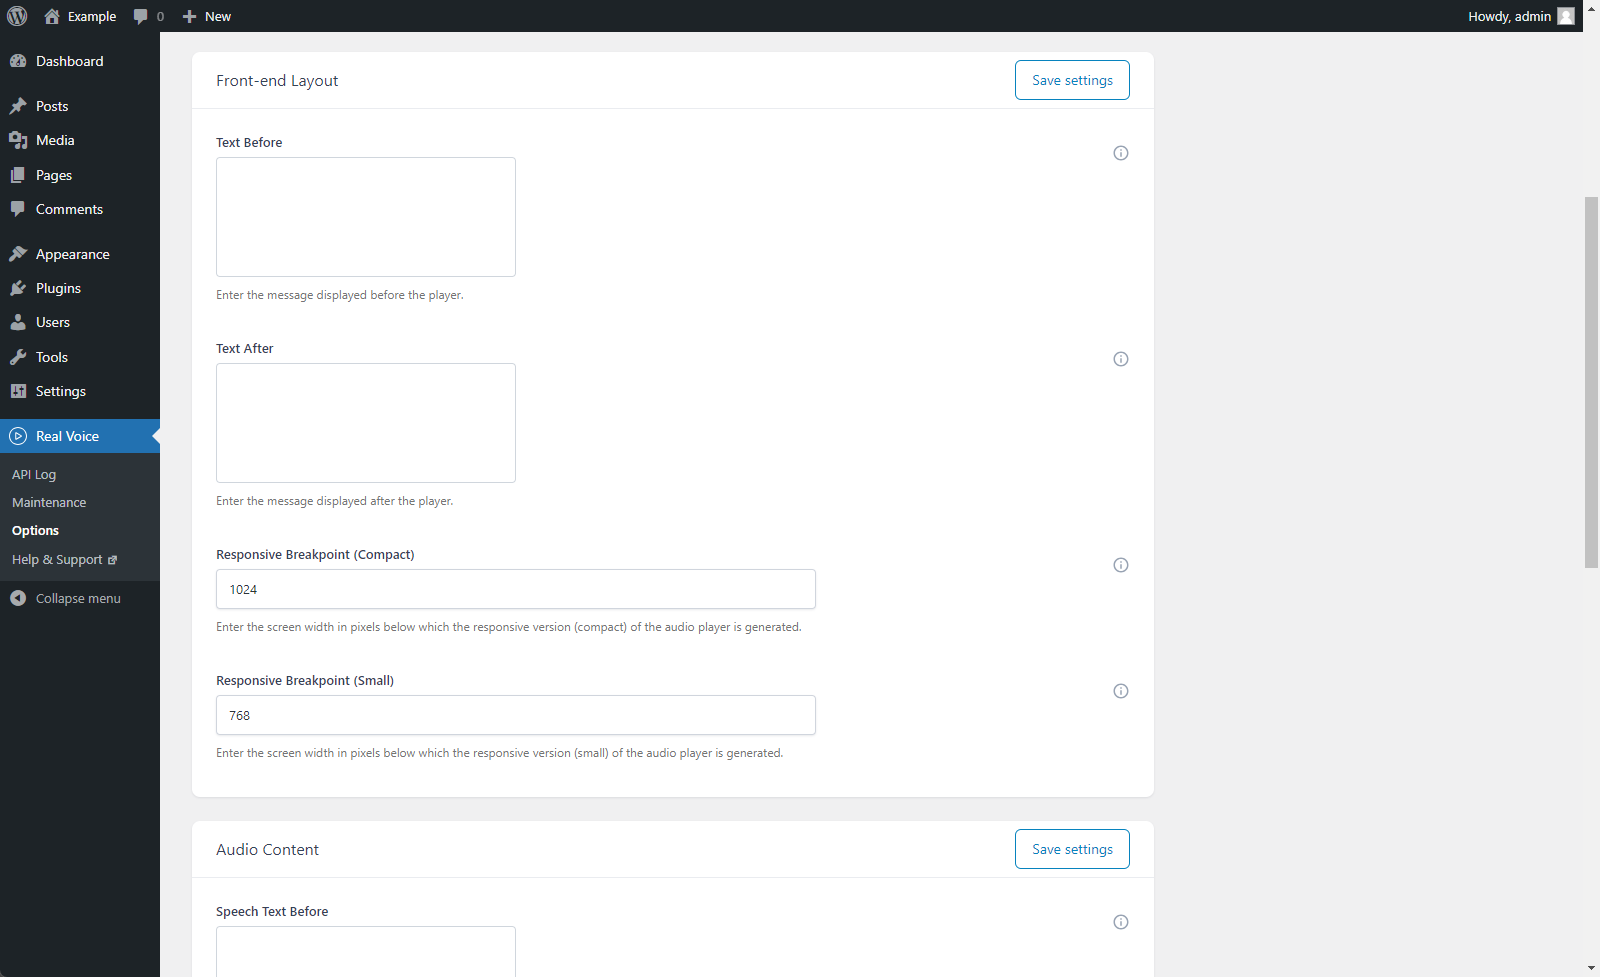 Example
0
New
Howdy, admin
Dashboard
Posts
Media
Pages
Comments
Appearance
Plugins
Users
Tools
Settings
Real Voice
API Log
Maintenance
Options
Help & Support
Collapse menu
Front-end Layout
Save settings
Text Before
Enter the message displayed before the player.
Text After
Enter the message displayed after the player.
Responsive Breakpoint (Compact)
1024
Enter the screen width in pixels below which the responsive version (compact) of the audio player is generated.
Responsive Breakpoint (Small)
768
Enter the screen width in pixels below which the responsive version (small) of the audio player is generated.
Audio Content
Save settings
Speech Text Before